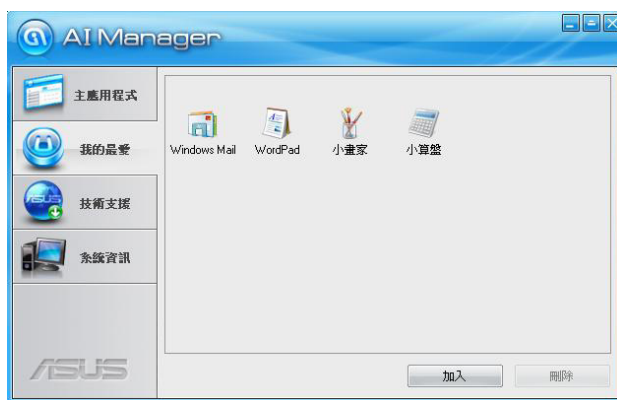 AI Manager
主應用程式
我的最愛
技術支援
系統資訊
Windows Mail
WordPad
小畫家
小算盤
加入
刪除
ASUS
ASUS